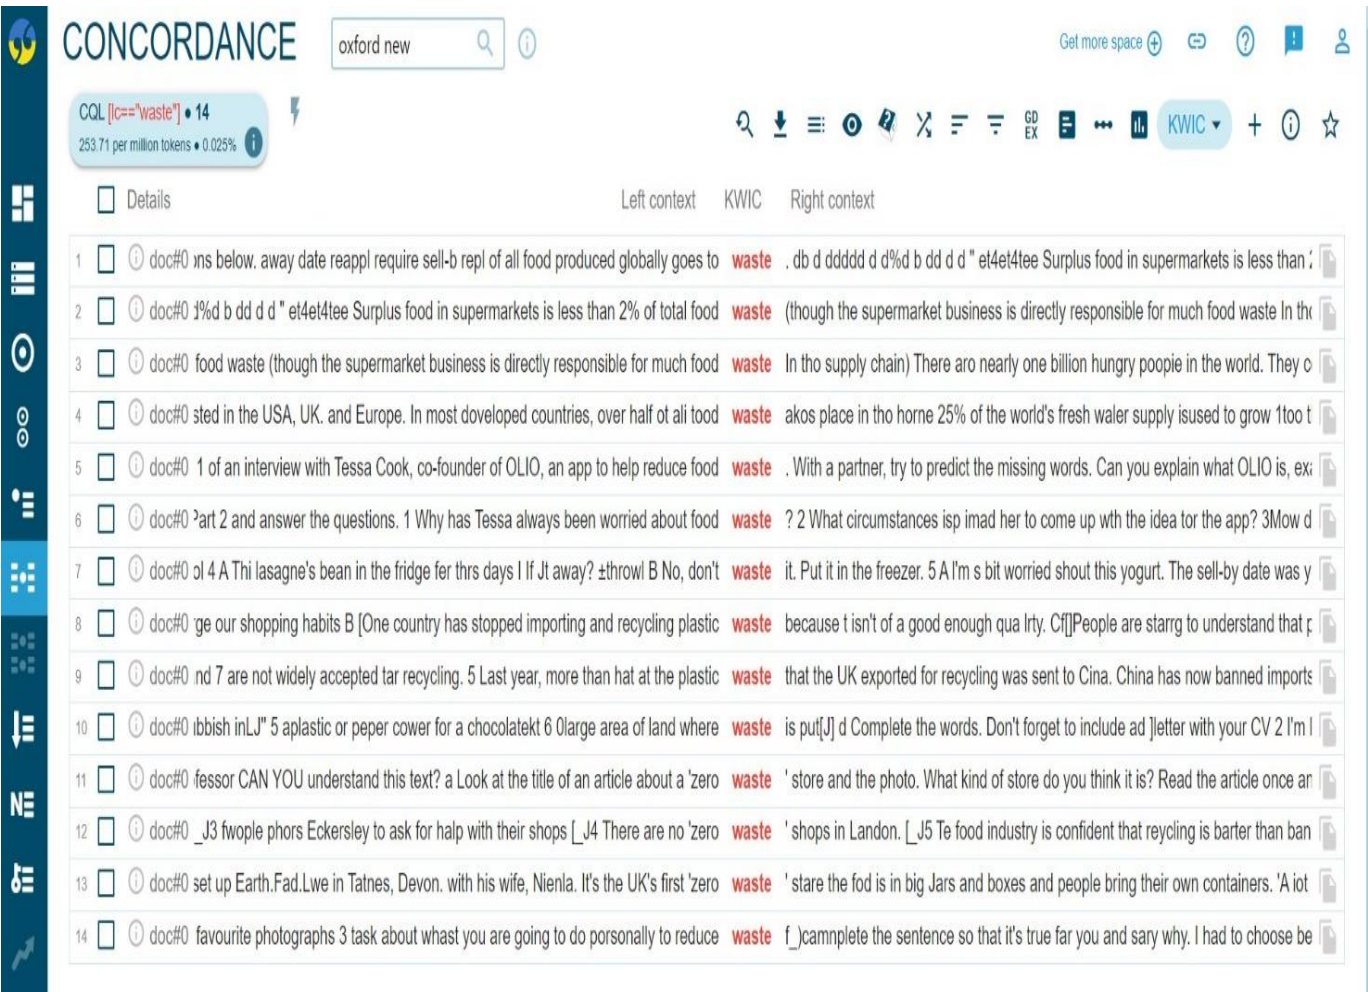 CONCORDANCE
oxford new
Get more space
CQL [lc=="waste"] • 14
253.71 per million tokens • 0.025%
GD
EX
KWIC
Details Left context KWIC Right context
1 doc#0 ons below. away date reappl require sell-b repl of all food produced globally goes to waste . db d ddddd d d%d b dd d d " et4et4tee Surplus food in supermarkets is less than
2 doc#0 d%d b dd d d " et4et4tee Surplus food in supermarkets is less than 2% of total food waste (though the supermarket business is directly responsible for much food waste In tho
3 doc#0 food waste (though the supermarket business is directly responsible for much food waste In tho supply chain) There aro nearly one billion hungry poopie in the world. They c
4 doc#0 sted in the USA, UK. and Europe. In most doveloped countries, over half ot ali tood waste akos place in tho horne 25% of the world's fresh waler supply isused to grow 1too t
5 doc#0 1 of an interview with Tessa Cook, co-founder of OLIO, an app to help reduce food waste . With a partner, try to predict the missing words. Can you explain what OLIO is, exa
6 doc#0 Part 2 and answer the questions. 1 Why has Tessa always been worried about food waste ? 2 What circumstances isp imad her to come up wth the idea tor the app? 3Mow d
7 doc#0 ol 4 A Thi lasagne's bean in the fridge fer thrs days I If Jt away? ±throwl B No, don't waste it. Put it in the freezer. 5 A I'm s bit worried shout this yogurt. The sell-by date was y
8 doc#0 ge our shopping habits B [One country has stopped importing and recycling plastic waste because t isn't of a good enough qua lrty. Cf[]People are starrg to understand that p
9 doc#0 nd 7 are not widely accepted tar recycling. 5 Last year, more than hat at the plastic waste that the UK exported for recycling was sent to Cina. China has now banned imports
10 doc#0 ibbish inLJ" 5 aplastic or peper cower for a chocolatekt 6 0large area of land where waste is put[J] d Complete the words. Don't forget to include ad ]letter with your CV 2 I'm l
11 doc#0 fessor CAN YOU understand this text? a Look at the title of an article about a 'zero waste ' store and the photo. What kind of store do you think it is? Read the article once an
12 doc#0 _J3 fwople phors Eckersley to ask for halp with their shops [_J4 There are no 'zero waste ' shops in Landon. [_J5 Te food industry is confident that reycling is barter than ban
13 doc#0 set up Earth.Fad.Lwe in Tatnes, Devon. with his wife, Nienla. It's the UK's first 'zero waste ' stare the fod is in big Jars and boxes and people bring their own containers. 'A iot
14 doc#0 favourite photographs 3 task about whast you are going to do porsonally to reduce waste f_)camnplete the sentence so that it's true far you and sary why. I had to choose be